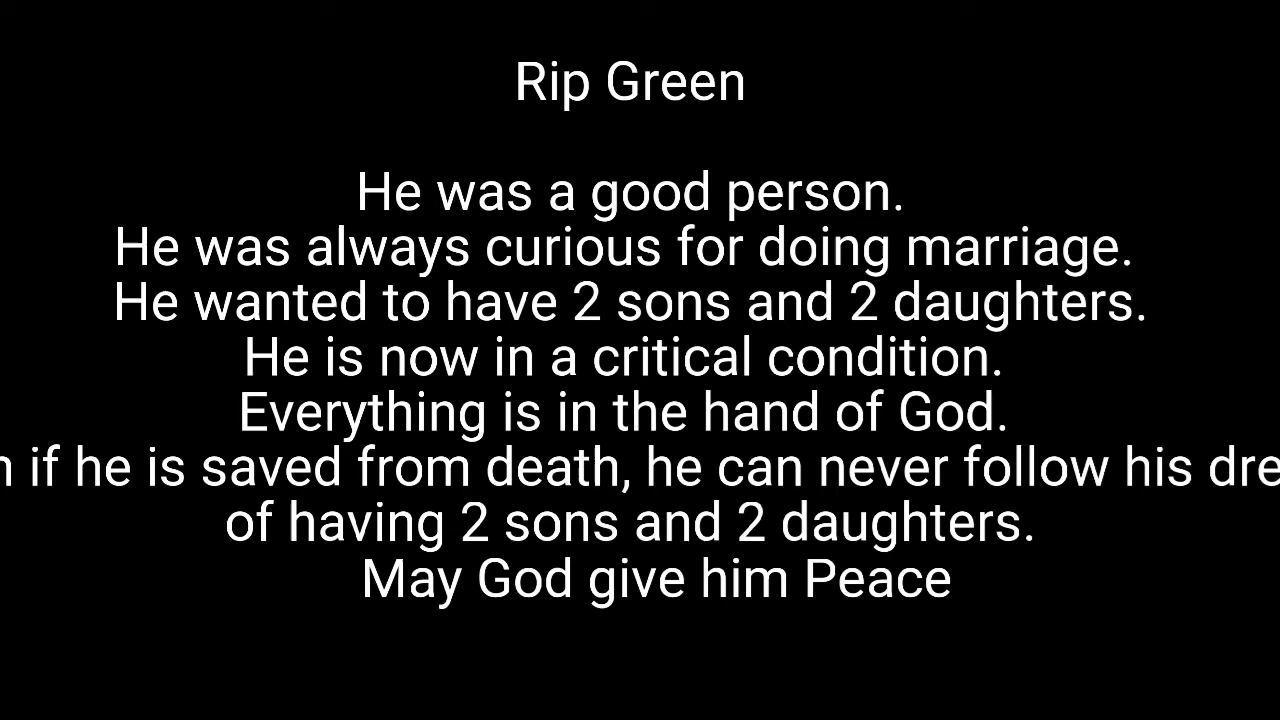 Rip Green
He was a good person.
He was always curious for doing marriage.
He wanted to have 2 sons and 2 daughters.
He is now in a critical condition.
Everything is in the hand of God.
if he is saved from death, he can never follow his
of having 2 sons and 2 daughters.
May God give him Peace